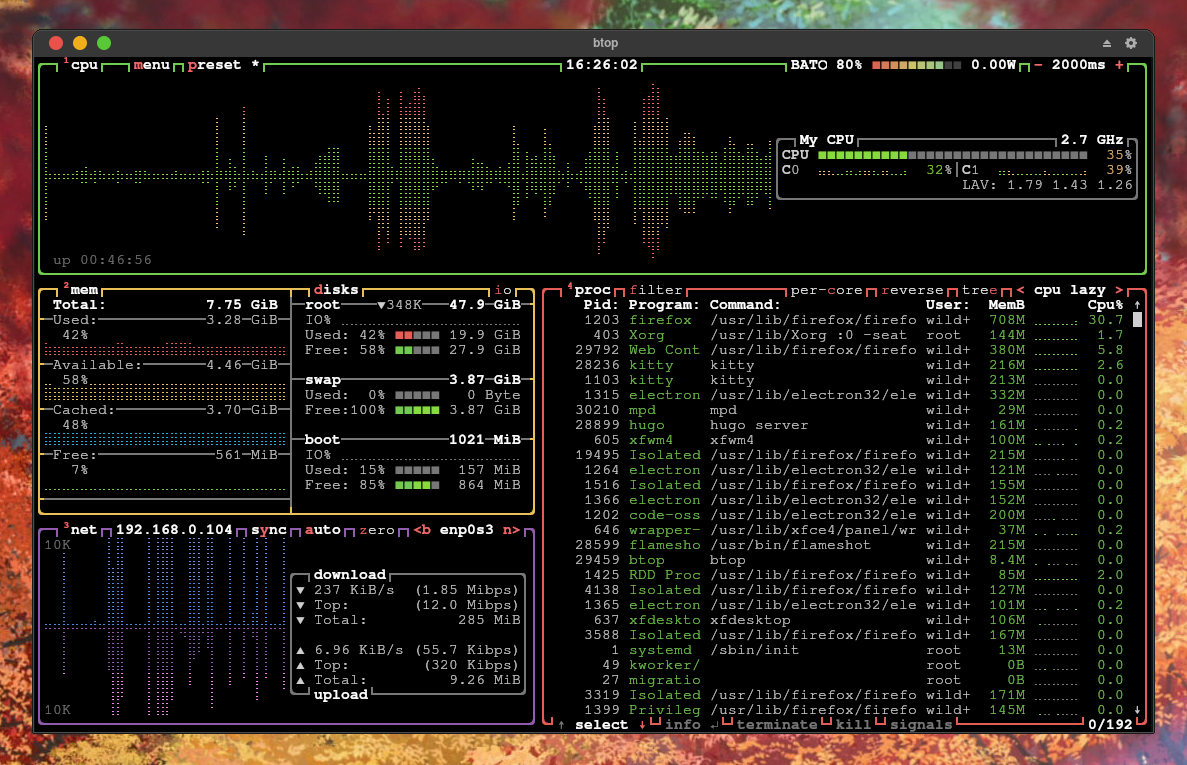 btop
¹cpu menu preset * 16:26:02 BAT○ 80% 0.00W - 2000ms +
My CPU 2.7 GHz
CPU 35%
C0 32% C1 39%
LAV: 1.79 1.43 1.26
up 00:46:56
²mem
Total: 7.75 GiB
Used: 3.28 GiB
42%
Available: 4.46 GiB
58%
Cached: 3.70 GiB
48%
Free: 561 MiB
7%
disks io
root ▼348K 47.9 GiB
IO%
Used: 42% 19.9 GiB
Free: 58% 27.9 GiB
swap 3.87 GiB
Used: 0% 0 Byte
Free:100% 3.87 GiB
boot 1021 MiB
IO%
Used: 15% 157 MiB
Free: 85% 864 MiB
³net 192.168.0.104 sync auto zero <b enp0s3 n>
10K
download
▼ 237 KiB/s (1.85 Mibps)
▼ Top: (12.0 Mibps)
▼ Total: 285 MiB
▲ 6.96 KiB/s (55.7 Kibps)
▲ Top: (320 Kibps)
▲ Total: 9.26 MiB
upload
10K
⁴proc filter per-core reverse tree < cpu lazy >
Pid: Program: Command: User: MemB Cpu% ↑
1203 firefox /usr/lib/firefox/firefo wild+ 708M 30.7
403 Xorg /usr/lib/Xorg :0 -seat root 144M 1.7
29792 Web Cont /usr/lib/firefox/firefo wild+ 380M 5.8
28236 kitty kitty wild+ 216M 2.6
1103 kitty kitty wild+ 213M 0.0
1315 electron /usr/lib/electron32/ele wild+ 332M 0.0
30210 mpd mpd wild+ 29M 0.0
28899 hugo hugo server wild+ 161M 0.2
605 xfwm4 xfwm4 wild+ 100M 0.2
19495 Isolated /usr/lib/firefox/firefo wild+ 215M 0.0
1264 electron /usr/lib/electron32/ele wild+ 121M 0.0
1516 Isolated /usr/lib/firefox/firefo wild+ 155M 0.0
1366 electron /usr/lib/electron32/ele wild+ 152M 0.0
1202 code-oss /usr/lib/electron32/ele wild+ 200M 0.0
646 wrapper- /usr/lib/xfce4/panel/wr wild+ 37M 0.2
28599 flamesho /usr/bin/flameshot wild+ 215M 0.0
29459 btop btop wild+ 8.4M 0.0
1425 RDD Proc /usr/lib/firefox/firefo wild+ 85M 2.0
4138 Isolated /usr/lib/firefox/firefo wild+ 127M 0.0
1365 electron /usr/lib/electron32/ele wild+ 101M 0.2
637 xfdeskto xfdesktop wild+ 106M 0.0
3588 Isolated /usr/lib/firefox/firefo wild+ 167M 0.0
1 systemd /sbin/init root 13M 0.0
49 kworker/ root 0B 0.0
27 migratio root 0B 0.0
3319 Isolated /usr/lib/firefox/firefo wild+ 171M 0.0
1399 Privileg /usr/lib/firefox/firefo wild+ 145M 0.0 ↓
↑ select ↓ info ↵ terminate kill signals 0/192